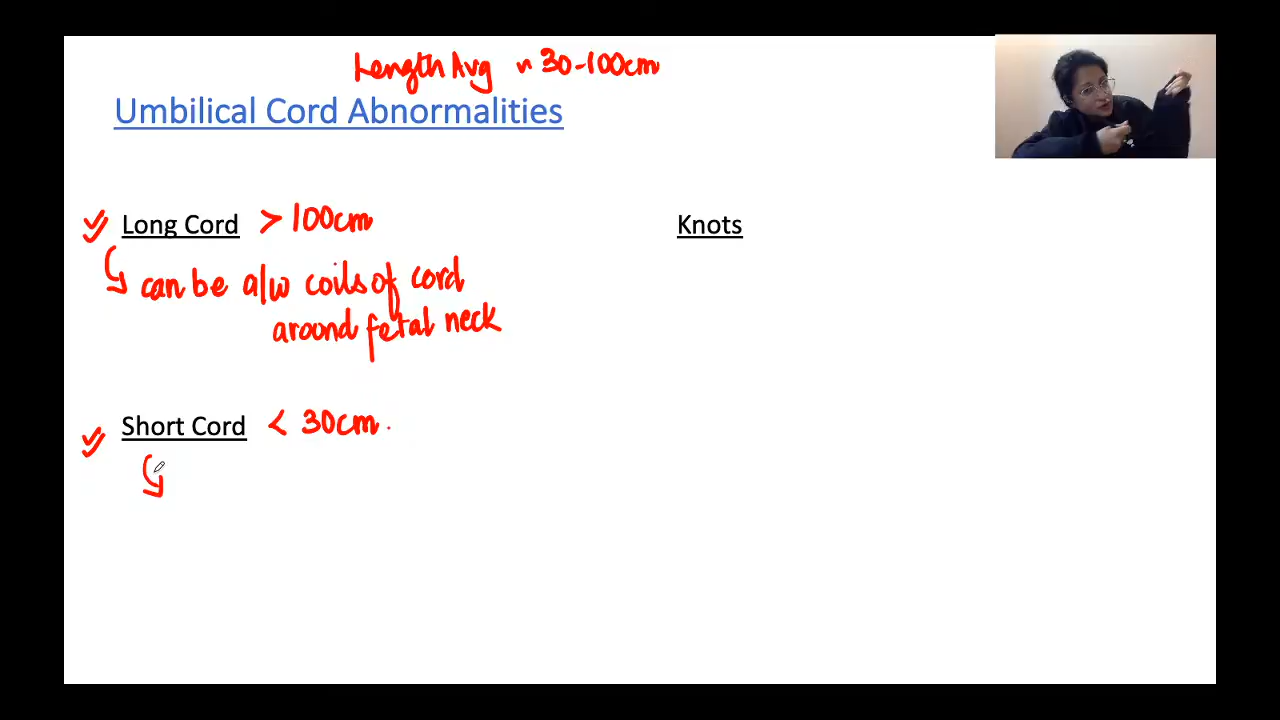 Length Avg ~ 30-100cm
Umbilical Cord Abnormalities
Long Cord > 100cm
Knots
can be a/w coils of cord
around fetal neck
Short Cord < 30cm.